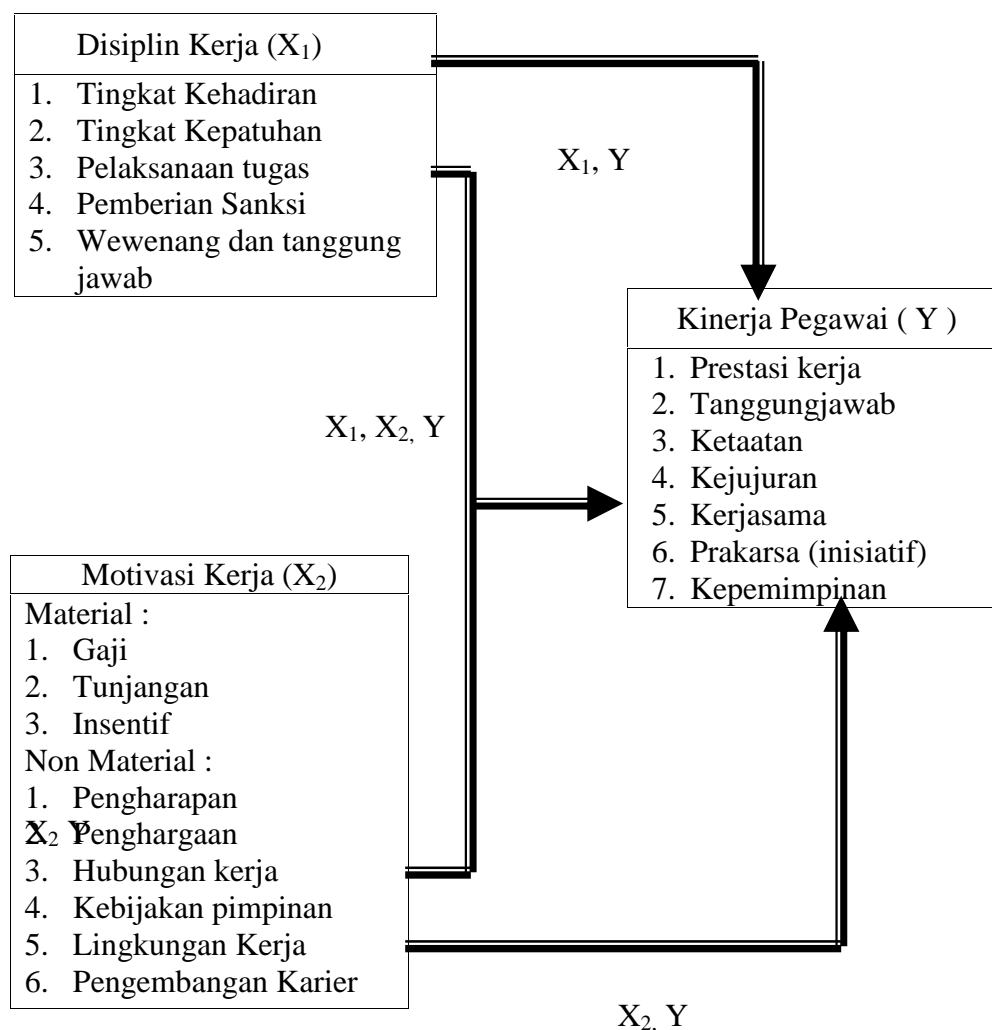 Disiplin Kerja (X₁)
1. Tingkat Kehadiran
2. Tingkat Kepatuhan
3. Pelaksanaan tugas
4. Pemberian Sanksi
5. Wewenang dan tanggung
jawab
X₁, Y
Kinerja Pegawai ( Y )
1. Prestasi kerja
2. Tanggungjawab
3. Ketaatan
4. Kejujuran
5. Kerjasama
6. Prakarsa (inisiatif)
7. Kepemimpinan
X₁, X₂, Y
Motivasi Kerja (X₂)
Material :
1. Gaji
2. Tunjangan
3. Insentif
Non Material :
1. Pengharapan
2. Penghargaan
X₂ Y
3. Hubungan kerja
4. Kebijakan pimpinan
5. Lingkungan Kerja
6. Pengembangan Karier
X₂, Y